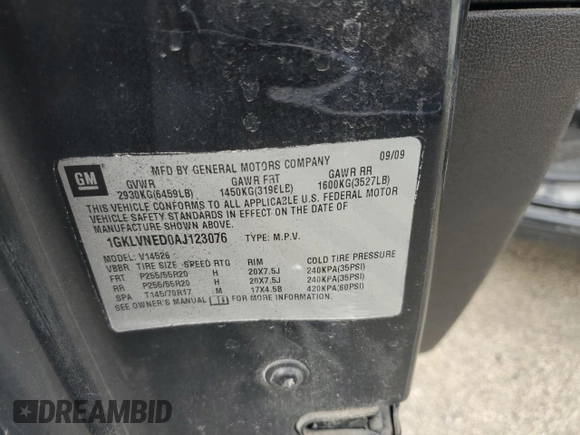 GM
MFD BY GENERAL MOTORS COMPANY 09/09
GVWR GAWR FRT GAWR RR
2930KG(6459LB) 1450KG(3196LB) 1600KG(3527LB)
THIS VEHICLE CONFORMS TO ALL APPLICABLE U.S. FEDERAL MOTOR
VEHICLE SAFETY STANDARDS IN EFFECT ON THE DATE OF
MANUFACTURE SHOWN ABOVE.
1GKLVNED0AJ123076 TYPE: M.P.V.
MODEL: V14526
VBBR TIRE SIZE SPEED RTG RIM COLD TIRE PRESSURE
FRT P255/55R20 H 20X7.5J 240KPA(35PSI)
RR P255/55R20 H 20X7.5J 240KPA(35PSI)
SPA T145/70R17 M 17X4.5B 420KPA(60PSI)
SEE OWNER'S MANUAL FOR MORE INFORMATION
DREAMBID